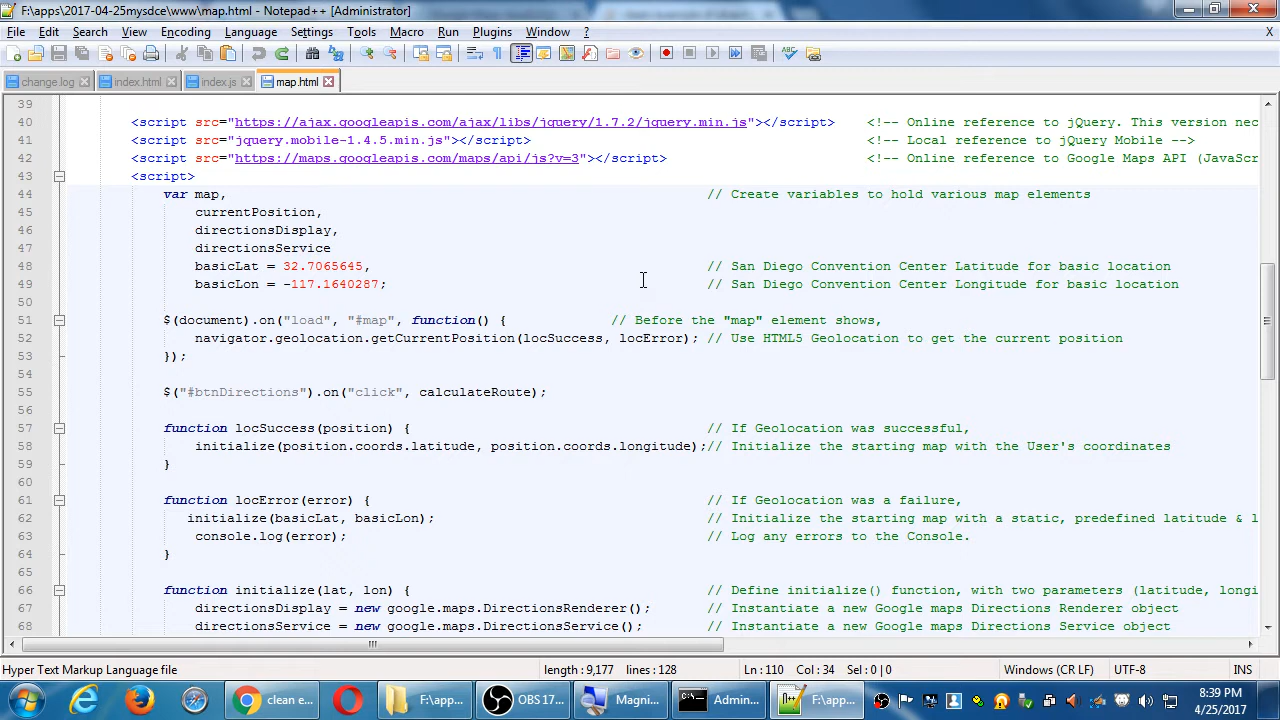 F:\apps\2017-04-25mysdce\www\map.html - Notepad++ [Administrator]
File Edit Search View Encoding Language Settings Tools Macro Run Plugins Window ? X
change.log index.html index.js map.html
39
40 <script src="https://ajax.googleapis.com/ajax/libs/jquery/1.7.2/jquery.min.js"></script> <!-- Online reference to jQuery. This version nec
41 <script src="jquery.mobile-1.4.5.min.js"></script> <!-- Local reference to jQuery Mobile -->
42 <script src="https://maps.googleapis.com/maps/api/js?v=3"></script> <!-- Online reference to Google Maps API (JavaScr
43 <script>
44 var map, // Create variables to hold various map elements
45 currentPosition,
46 directionsDisplay,
47 directionsService
48 basicLat = 32.7065645, // San Diego Convention Center Latitude for basic location
49 basicLon = -117.1640287; // San Diego Convention Center Longitude for basic location
50
51 $(document).on("load", "#map", function() { // Before the "map" element shows,
52 navigator.geolocation.getCurrentPosition(locSuccess, locError); // Use HTML5 Geolocation to get the current position
53 });
54
55 $("#btnDirections").on("click", calculateRoute);
56
57 function locSuccess(position) { // If Geolocation was successful,
58 initialize(position.coords.latitude, position.coords.longitude);// Initialize the starting map with the User's coordinates
59 }
60
61 function locError(error) { // If Geolocation was a failure,
62 initialize(basicLat, basicLon); // Initialize the starting map with a static, predefined latitude & l
63 console.log(error); // Log any errors to the Console.
64 }
65
66 function initialize(lat, lon) { // Define initialize() function, with two parameters (latitude, longi
67 directionsDisplay = new google.maps.DirectionsRenderer(); // Instantiate a new Google maps Directions Renderer object
68 directionsService = new google.maps.DirectionsService(); // Instantiate a new Google maps Directions Service object
Hyper Text Markup Language file length : 9,177 lines : 128 Ln : 110 Col : 34 Sel : 0 | 0 Windows (CR LF) UTF-8 INS
clean e... F:\app... OBS 17... Magni... Admin... F:\app... 8:39 PM
4/25/2017